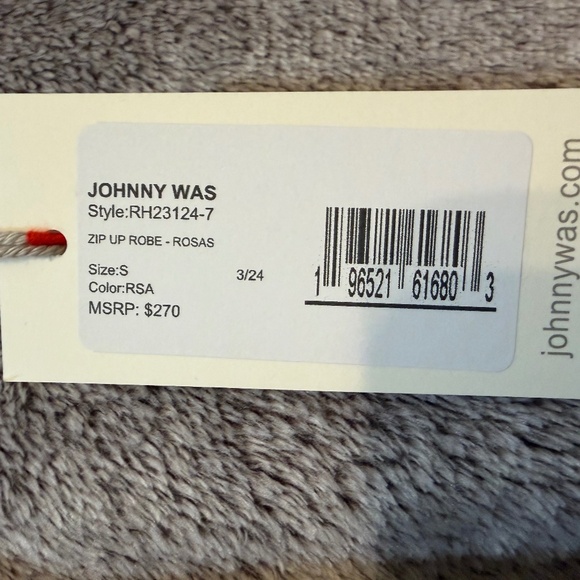 JOHNNY WAS
Style:RH23124-7
ZIP UP ROBE - ROSAS
Size:S 3/24
Color:RSA
MSRP: $270
1 96521 61680 3
johnnywas.com